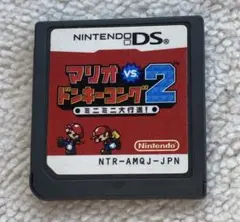 NINTENDO DS
マリオ VS.
ドンキーコング 2
ミニミニ大行進!
Nintendo
NTR-AMQJ-JPN